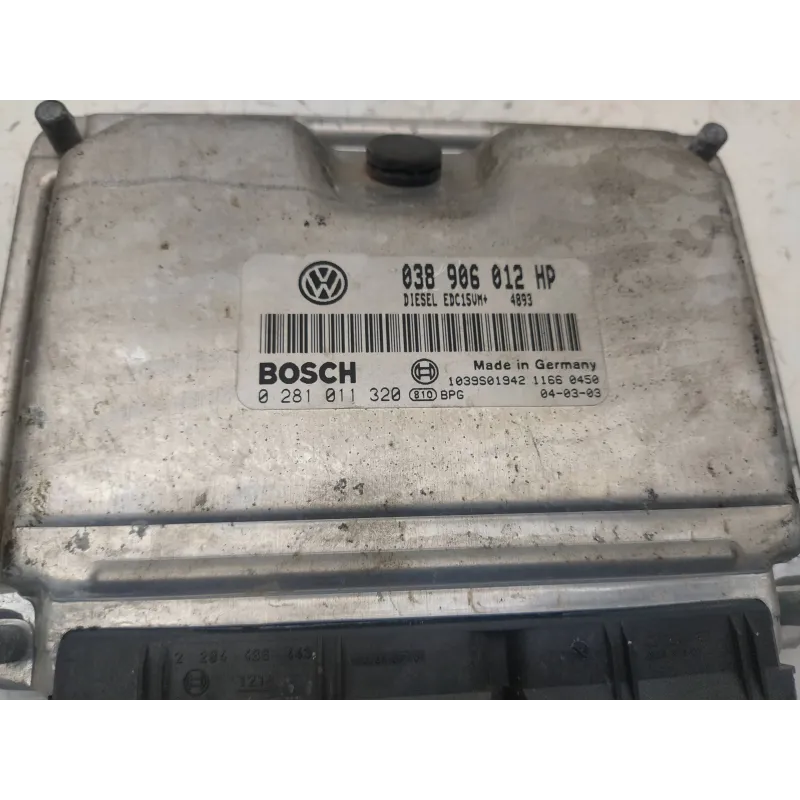 038 906 012 HP
DIESEL EDC15VM+ 4893
BOSCH
Made in Germany
1039S01942 1166 0450
0 281 011 320 810 BPG 04-03-03